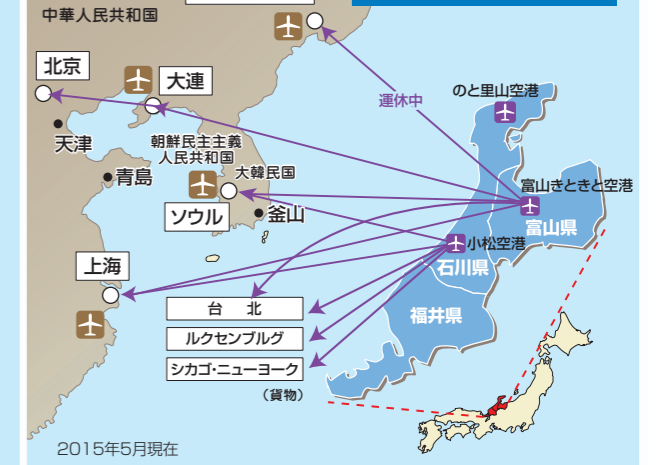 中華人民共和国
北京
大連
天津
朝鮮民主主義
人民共和国
青島
大韓民国
ソウル
釜山
上海
運休中
のと里山空港
富山きときと空港
富山県
小松空港
石川県
福井県
台 北
ルクセンブルグ
シカゴ・ニューヨーク
(貨物)
2015年5月現在